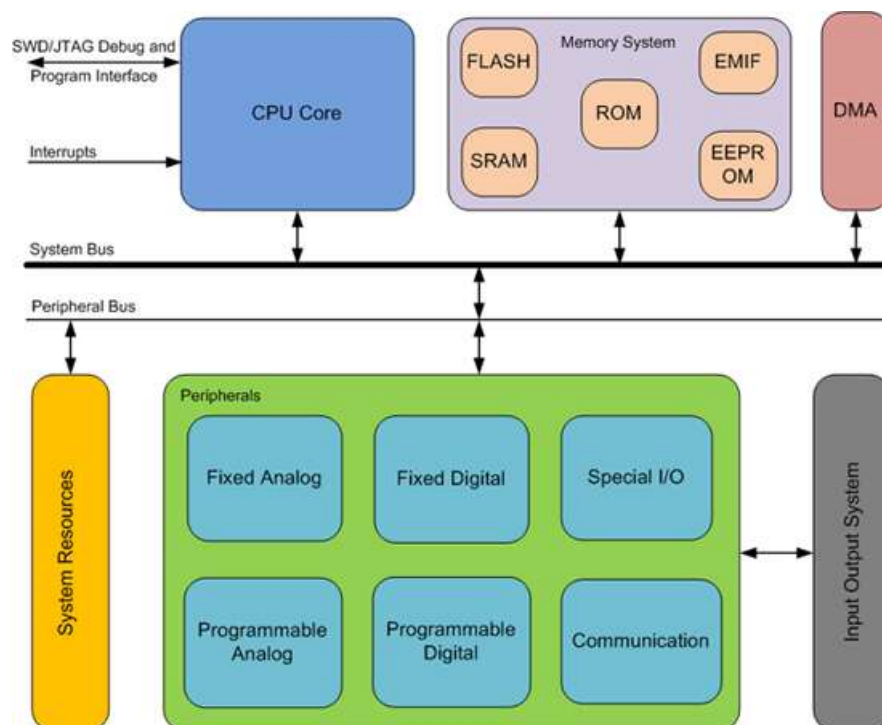 SWD/JTAG Debug and
Program Interface
Interrupts
CPU Core
Memory System
FLASH
EMIF
ROM
SRAM
EEPR
OM
DMA
System Bus
Peripheral Bus
System Resources
Peripherals
Fixed Analog
Fixed Digital
Special I/O
Programmable
Analog
Programmable
Digital
Communication
Input Output System